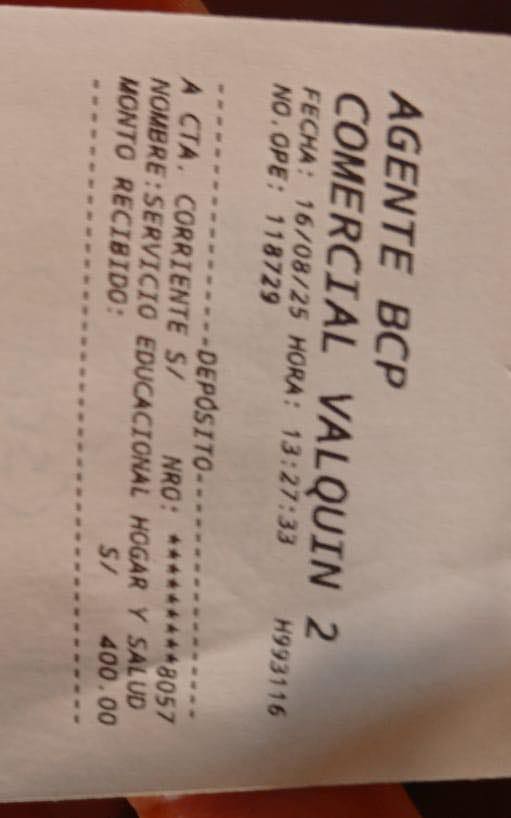 AGENTE BCP
COMERCIAL VALQUIN 2
FECHA: 16/08/25 HORA: 13:27:33 H993116
NO.OPE: 118729
--------------------DEPÓSITO--------------------
A CTA. CORRIENTE S/ NRO: *********8057
NOMBRE:SERVICIO EDUCACIONAL HOGAR Y SALUD
MONTO RECIBIDO: S/ 400.00
------------------------------------------------